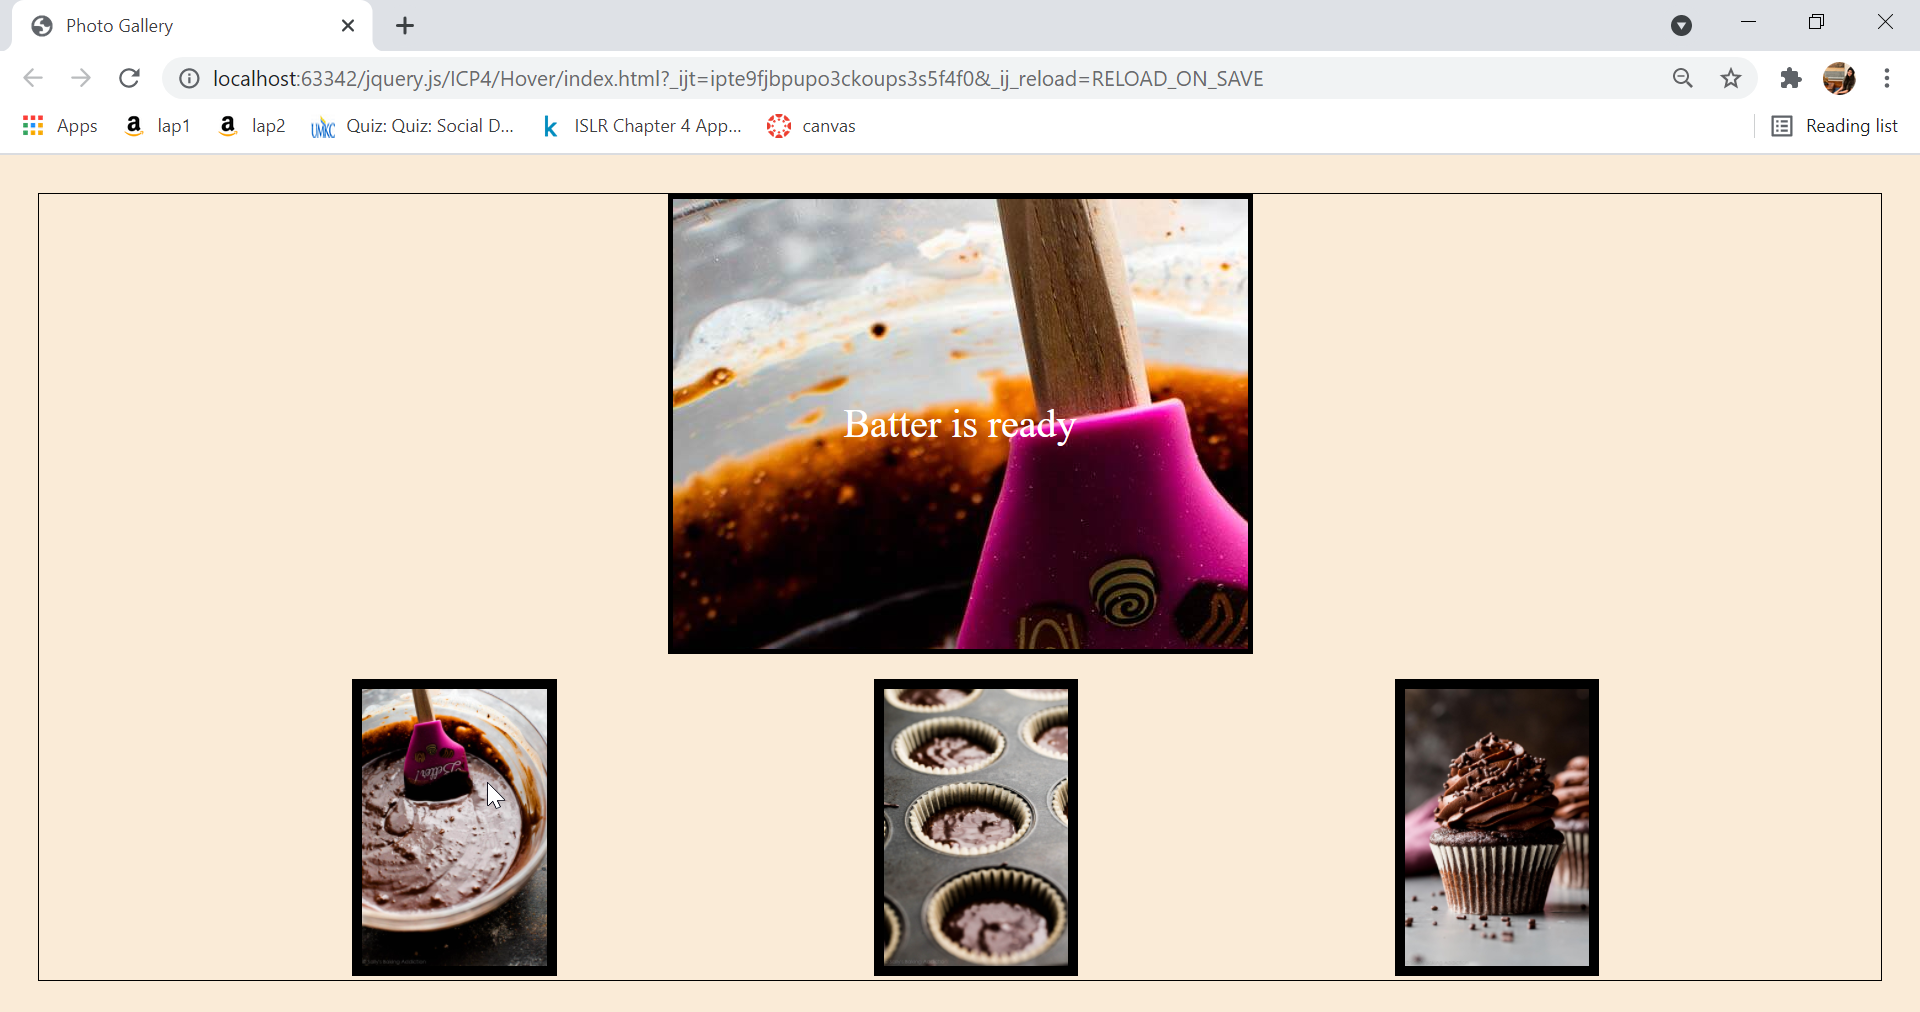 Photo Gallery
localhost:63342/jquery.js/ICP4/Hover/index.html?_ijt=ipte9fjbpupo3ckoups3s5f4f0&_ij_reload=RELOAD_ON_SAVE
Apps a lap1 a lap2 UMKC Quiz: Quiz: Social D... k ISLR Chapter 4 App... canvas Reading list
Batter is ready